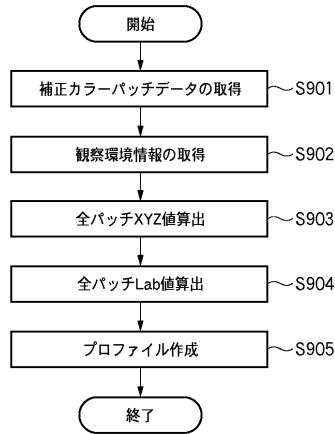 開始
補正カラーパッチデータの取得 S901
観察環境情報の取得 S902
全パッチXYZ値算出 S903
全パッチLab値算出 S904
プロファイル作成 S905
終了